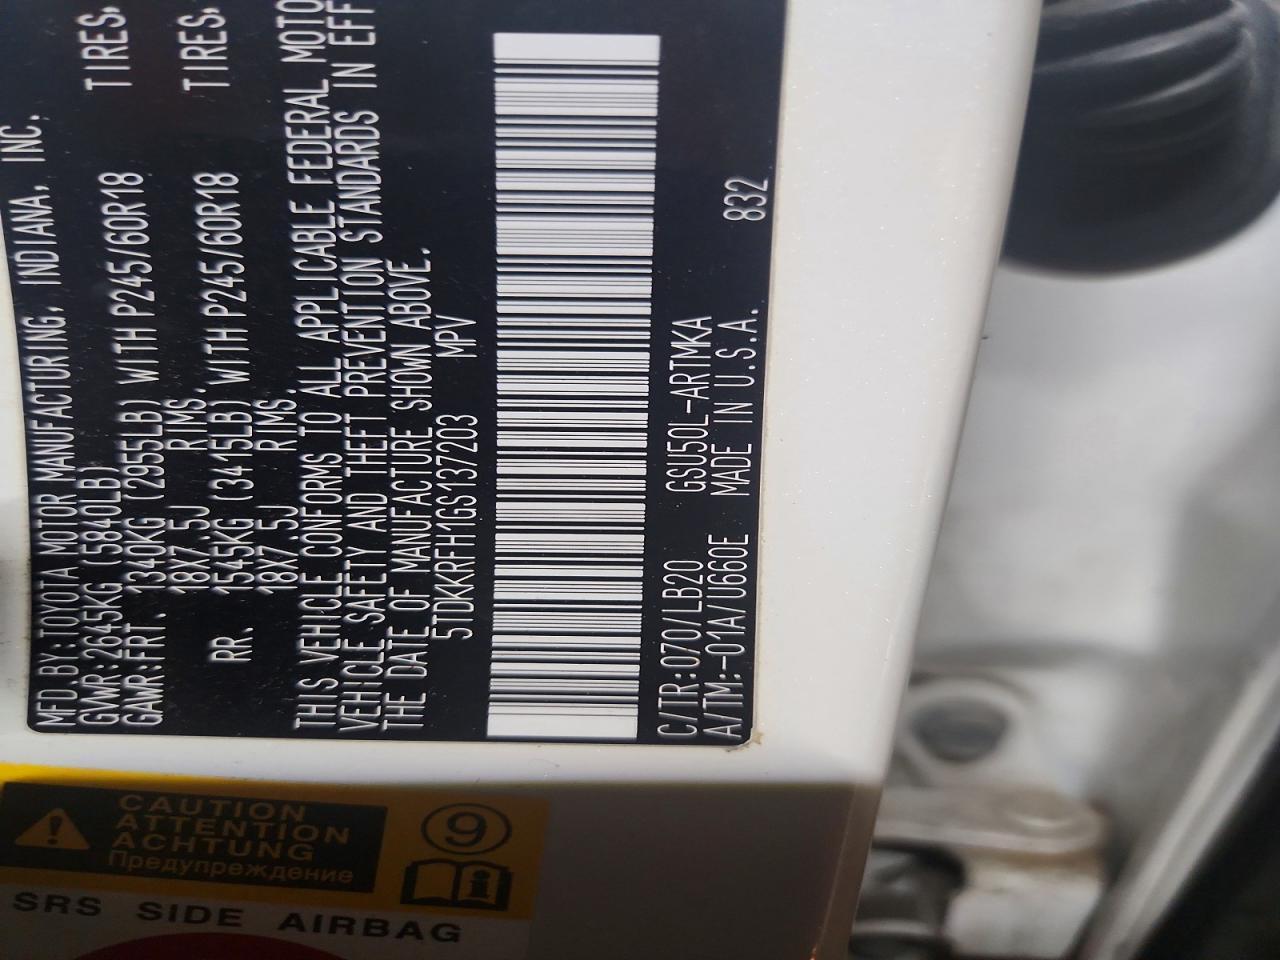 MFD.BY:TOYOTA MOTOR MANUFACTURING, INDIANA, INC.
GVWR:2645KG (5840LB)
GAWR:FRT. 1340KG (2955LB) WITH P245/60R18 TIRES,
18X7.5J RIMS.
RR. 1545KG (3415LB) WITH P245/60R18 TIRES,
18X7.5J RIMS.
THIS VEHICLE CONFORMS TO ALL APPLICABLE FEDERAL MOTO
VEHICLE SAFETY AND THEFT PREVENTION STANDARDS IN EFF
THE DATE OF MANUFACTURE SHOWN ABOVE.
5TDKRFH1GS137203 MPV
C/TR:070/LB20 GSU50L-ARTMKA
A/TM:-01A/U660E MADE IN U.S.A. 832
CAUTION
ATTENTION
ACHTUNG
Предупреждение
9
i
SRS SIDE AIRBAG